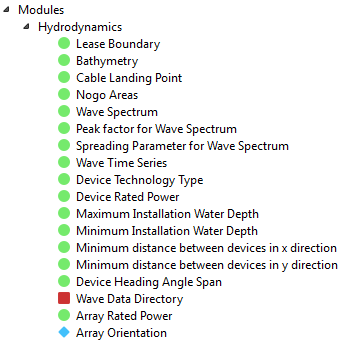 Modules
Hydrodynamics
Lease Boundary
Bathymetry
Cable Landing Point
Nogo Areas
Wave Spectrum
Peak factor for Wave Spectrum
Spreading Parameter for Wave Spectrum
Wave Time Series
Device Technology Type
Device Rated Power
Maximum Installation Water Depth
Minimum Installation Water Depth
Minimum distance between devices in x direction
Minimum distance between devices in y direction
Device Heading Angle Span
Wave Data Directory
Array Rated Power
Array Orientation